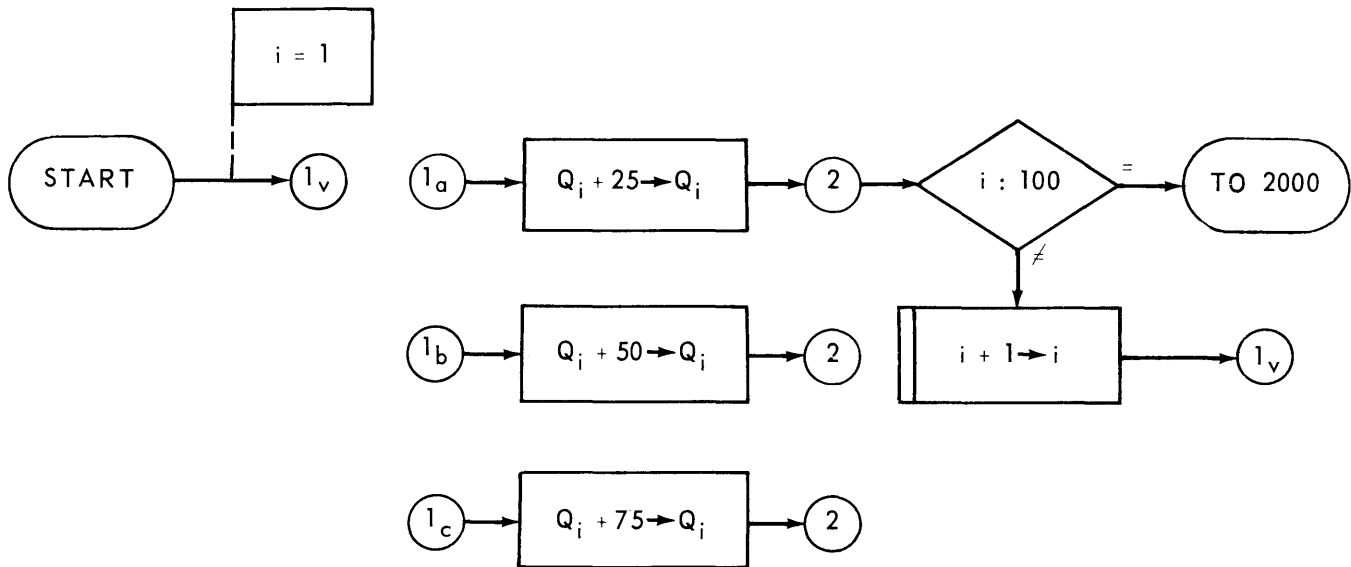 i = 1
START
1v
1a
Qi + 25 → Qi
2
i : 100
=
TO 2000
≠
1b
Qi + 50 → Qi
2
i + 1 → i
1v
1c
Qi + 75 → Qi
2